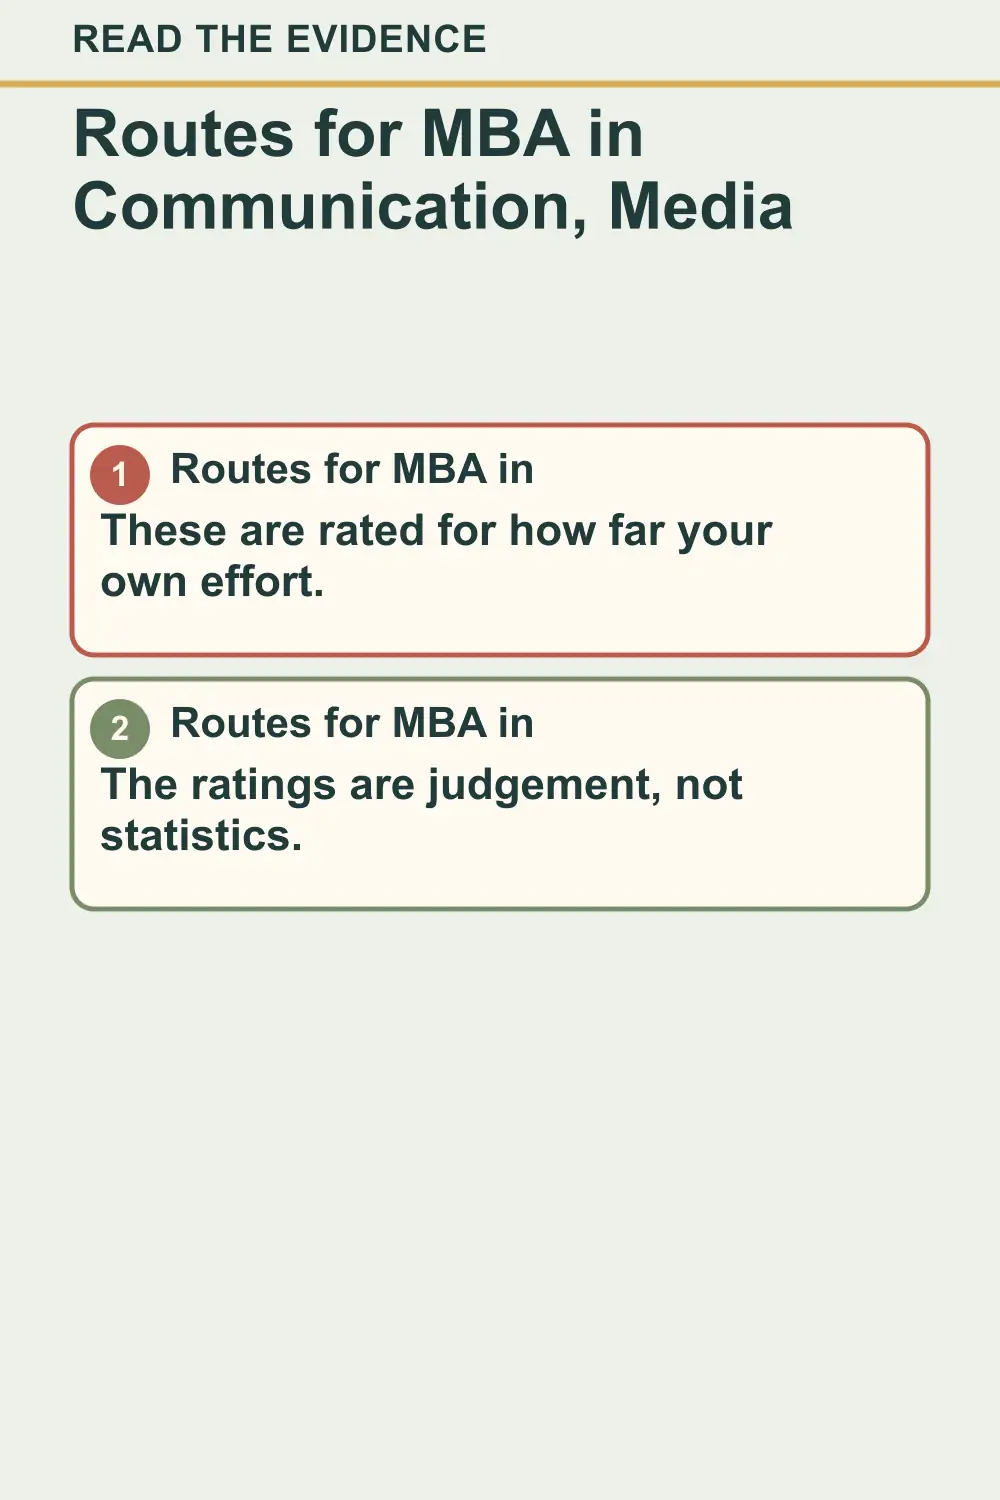 READ THE EVIDENCE
Routes for MBA in
Communication, Media
1 Routes for MBA in
These are rated for how far your
own effort.
2 Routes for MBA in
The ratings are judgement, not
statistics.